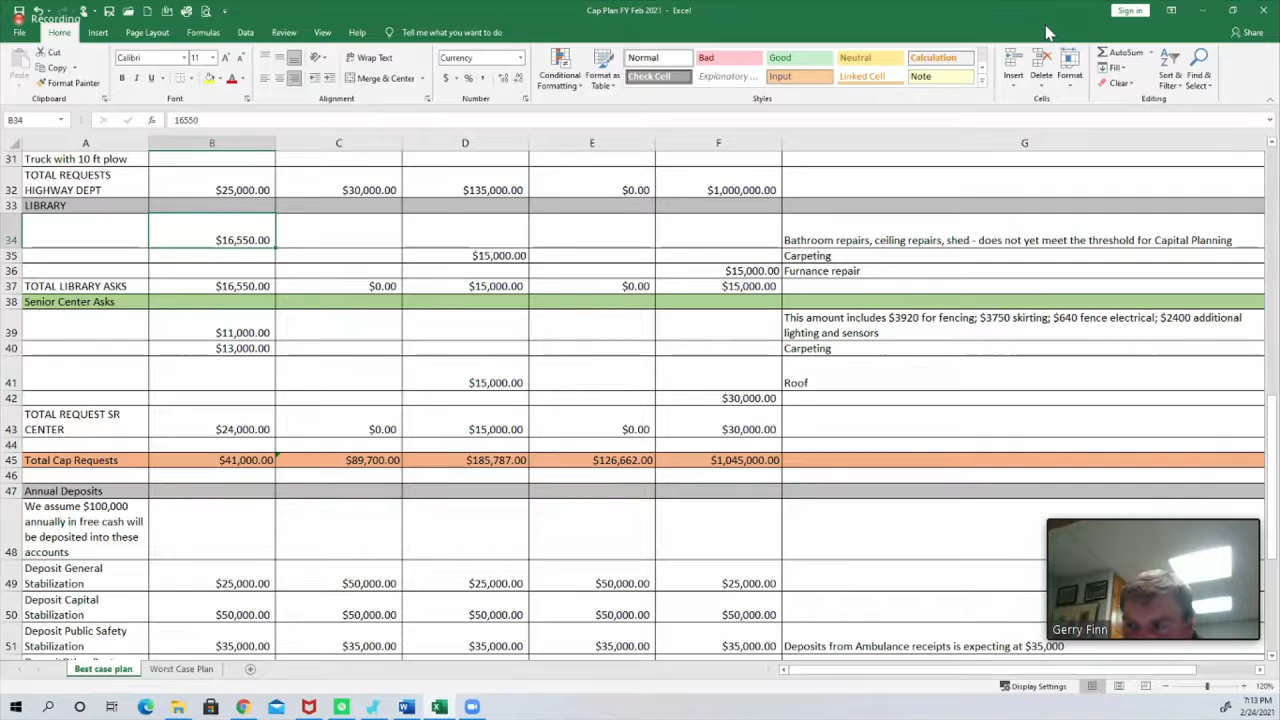 Recording
Cap Plan FY Feb 2021 - Excel
Sign in
File Home Insert Page Layout Formulas Data Review View Help Tell me what you want to do Share
Paste
Cut
Copy
Format Painter
Clipboard
Calibri 11
B I U
Font
Wrap Text
Merge & Center
Alignment
Currency
$ % ,
Number
Conditional Formatting
Format as Table
Normal Bad Good Neutral Calculation
Check Cell Explanatory ... Input Linked Cell Note
Styles
Insert Delete Format
Cells
AutoSum
Fill
Clear
Sort & Filter
Find & Select
Editing
B34 fx 16550
A B C D E F G
31 Truck with 10 ft plow
32 TOTAL REQUESTS
HIGHWAY DEPT $25,000.00 $30,000.00 $135,000.00 $0.00 $1,000,000.00
33 LIBRARY
34 $16,550.00 Bathroom repairs, ceiling repairs, shed - does not yet meet the threshold for Capital Planning
35 $15,000.00 Carpeting
36 $15,000.00 Furnance repair
37 TOTAL LIBRARY ASKS $16,550.00 $0.00 $15,000.00 $0.00 $15,000.00
38 Senior Center Asks
39 $11,000.00 This amount includes $3920 for fencing; $3750 skirting; $640 fence electrical; $2400 additional
lighting and sensors
40 $13,000.00 Carpeting
41 $15,000.00 Roof
42 $30,000.00
43 TOTAL REQUEST SR
CENTER $24,000.00 $0.00 $15,000.00 $0.00 $30,000.00
44
45 Total Cap Requests $41,000.00 $89,700.00 $185,787.00 $126,662.00 $1,045,000.00
46
47 Annual Deposits
48 We assume $100,000
annually in free cash will
be deposited into these
accounts
49 Deposit General
Stabilization $25,000.00 $50,000.00 $25,000.00 $50,000.00 $25,000.00
50 Deposit Capital
Stabilization $50,000.00 $50,000.00 $50,000.00 $50,000.00 $50,000.00
51 Deposit Public Safety
Stabilization $35,000.00 $35,000.00 $35,000.00 $35,000.00 $35,000.00 Deposits from Ambulance receipts is expecting at $35,000
Gerry Finn
Best case plan Worst Case Plan
Display Settings 120%
7:13 PM
2/24/2021